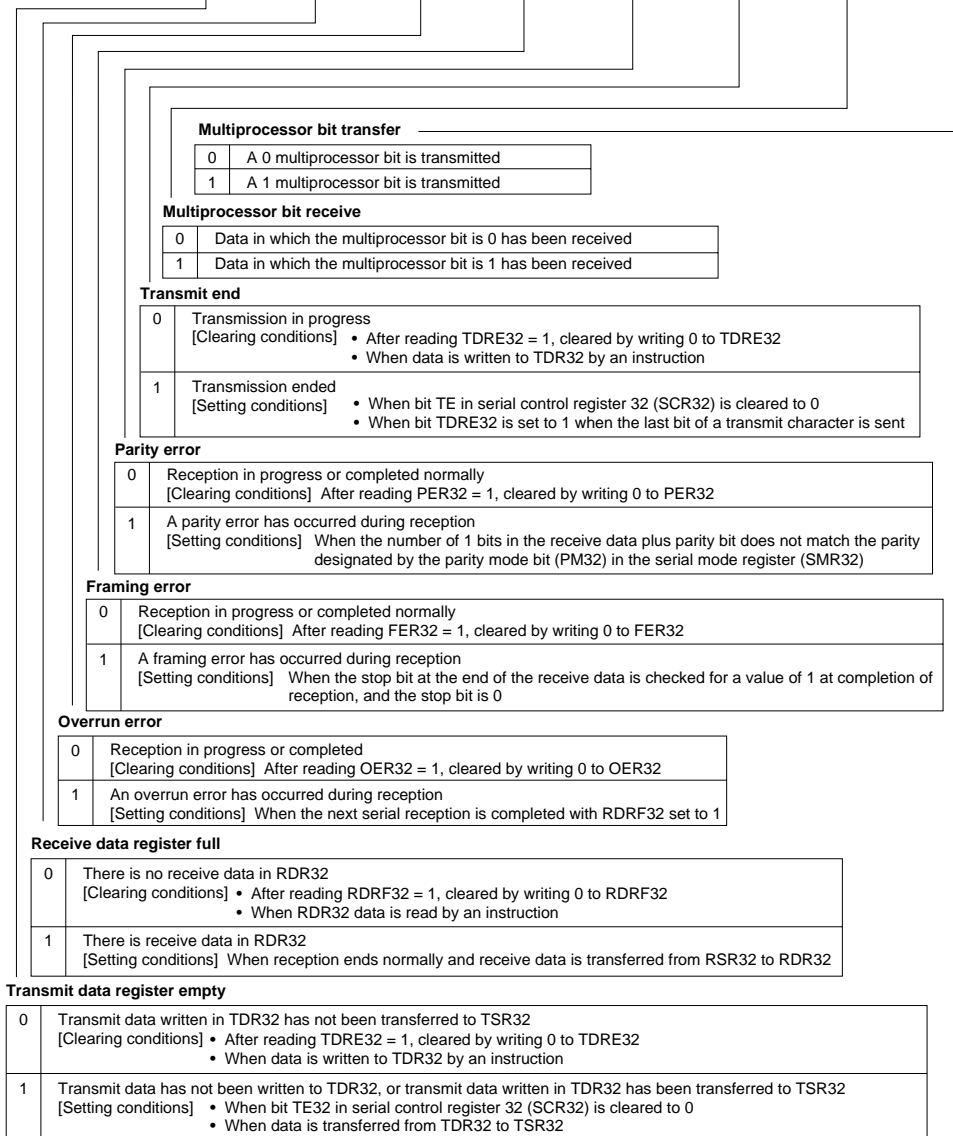 Multiprocessor bit transfer
0 A 0 multiprocessor bit is transmitted
1 A 1 multiprocessor bit is transmitted
Multiprocessor bit receive
0 Data in which the multiprocessor bit is 0 has been received
1 Data in which the multiprocessor bit is 1 has been received
Transmit end
0 Transmission in progress
[Clearing conditions] • After reading TDRE32 = 1, cleared by writing 0 to TDRE32
• When data is written to TDR32 by an instruction
1 Transmission ended
[Setting conditions] • When bit TE in serial control register 32 (SCR32) is cleared to 0
• When bit TDRE32 is set to 1 when the last bit of a transmit character is sent
Parity error
0 Reception in progress or completed normally
[Clearing conditions] After reading PER32 = 1, cleared by writing 0 to PER32
1 A parity error has occurred during reception
[Setting conditions] When the number of 1 bits in the receive data plus parity bit does not match the parity
designated by the parity mode bit (PM32) in the serial mode register (SMR32)
Framing error
0 Reception in progress or completed normally
[Clearing conditions] After reading FER32 = 1, cleared by writing 0 to FER32
1 A framing error has occurred during reception
[Setting conditions] When the stop bit at the end of the receive data is checked for a value of 1 at completion of
reception, and the stop bit is 0
Overrun error
0 Reception in progress or completed
[Clearing conditions] After reading OER32 = 1, cleared by writing 0 to OER32
1 An overrun error has occurred during reception
[Setting conditions] When the next serial reception is completed with RDRF32 set to 1
Receive data register full
0 There is no receive data in RDR32
[Clearing conditions] • After reading RDRF32 = 1, cleared by writing 0 to RDRF32
• When RDR32 data is read by an instruction
1 There is receive data in RDR32
[Setting conditions] When reception ends normally and receive data is transferred from RSR32 to RDR32
Transmit data register empty
0 Transmit data written in TDR32 has not been transferred to TSR32
[Clearing conditions] • After reading TDRE32 = 1, cleared by writing 0 to TDRE32
• When data is written to TDR32 by an instruction
1 Transmit data has not been written to TDR32, or transmit data written in TDR32 has been transferred to TSR32
[Setting conditions] • When bit TE32 in serial control register 32 (SCR32) is cleared to 0
• When data is transferred from TDR32 to TSR32